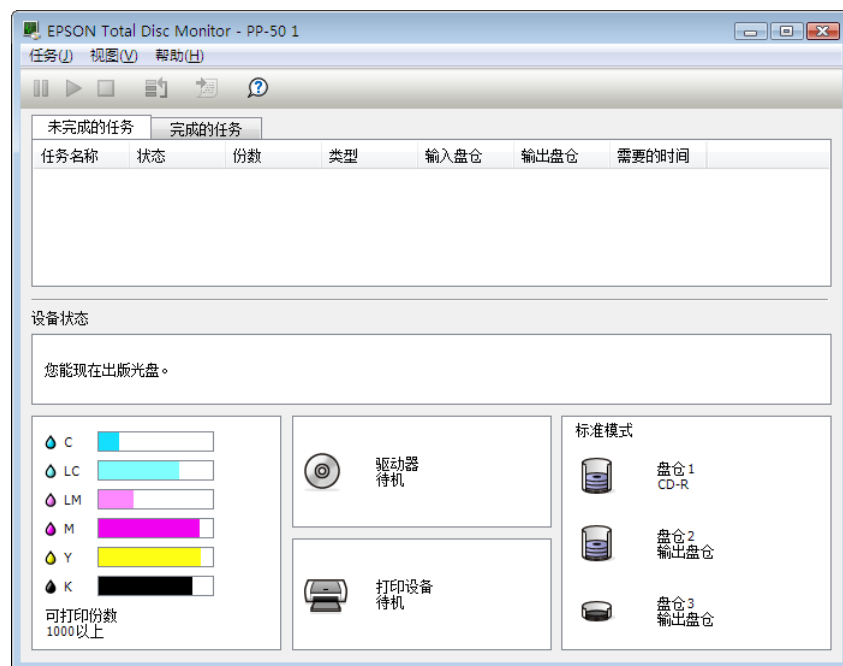 EPSON Total Disc Monitor - PP-50 1
任务(J) 视图(V) 帮助(H)
未完成的任务 完成的任务
任务名称 状态 份数 类型 输入盘仓 输出盘仓 需要的时间
设备状态
您能现在出版光盘。
C
LC
LM
M
Y
K
可打印份数
1000以上
驱动器
待机
打印设备
待机
标准模式
盘仓1
CD-R
盘仓2
输出盘仓
盘仓3
输出盘仓